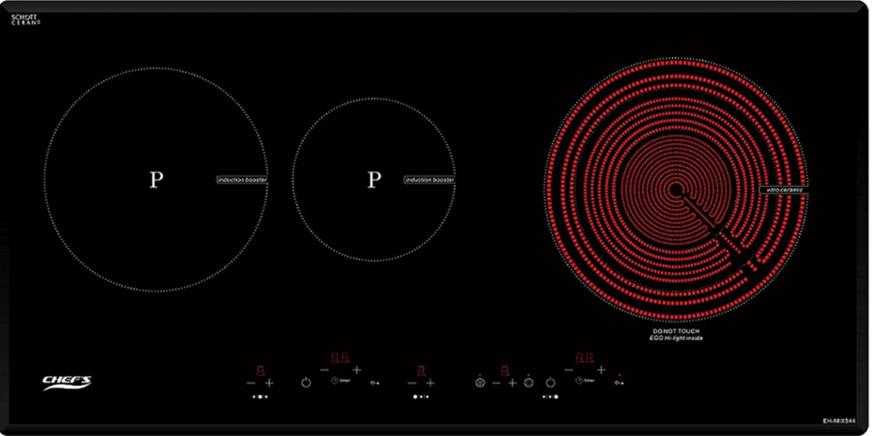 SCHOTT
CERAN®
P
induction booster
P
induction booster
vitro-ceramic
DO NOT TOUCH
EGO Hi-light inside
CHEF'S
timer
timer
EH-MIX544